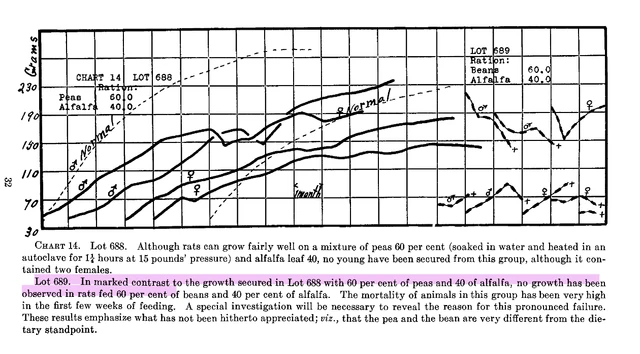 Grams
CHART 14 LOT 688
Ration:
Peas 60.0
Alfalfa 40.0
LOT 689
Ration:
Beans 60.0
Alfalfa 40.0
230
190
150
110
70
30
♂ Normal
♀ Normal
♂
♂
♀
♀
1 month
♂
♂
♀
♂
♂
♀
♀
32
CHART 14. Lot 688. Although rats can grow fairly well on a mixture of peas 60 per cent (soaked in water and heated in an
autoclave for 1¼ hours at 15 pounds' pressure) and alfalfa leaf 40, no young have been secured from this group, although it con-
tained two females.
Lot 689. In marked contrast to the growth secured in Lot 688 with 60 per cent of peas and 40 of alfalfa, no growth has been
observed in rats fed 60 per cent of beans and 40 per cent of alfalfa. The mortality of animals in this group has been very high
in the first few weeks of feeding. A special investigation will be necessary to reveal the reason for this pronounced failure.
These results emphasize what has not been hitherto appreciated; viz., that the pea and the bean are very different from the die-
tary standpoint.